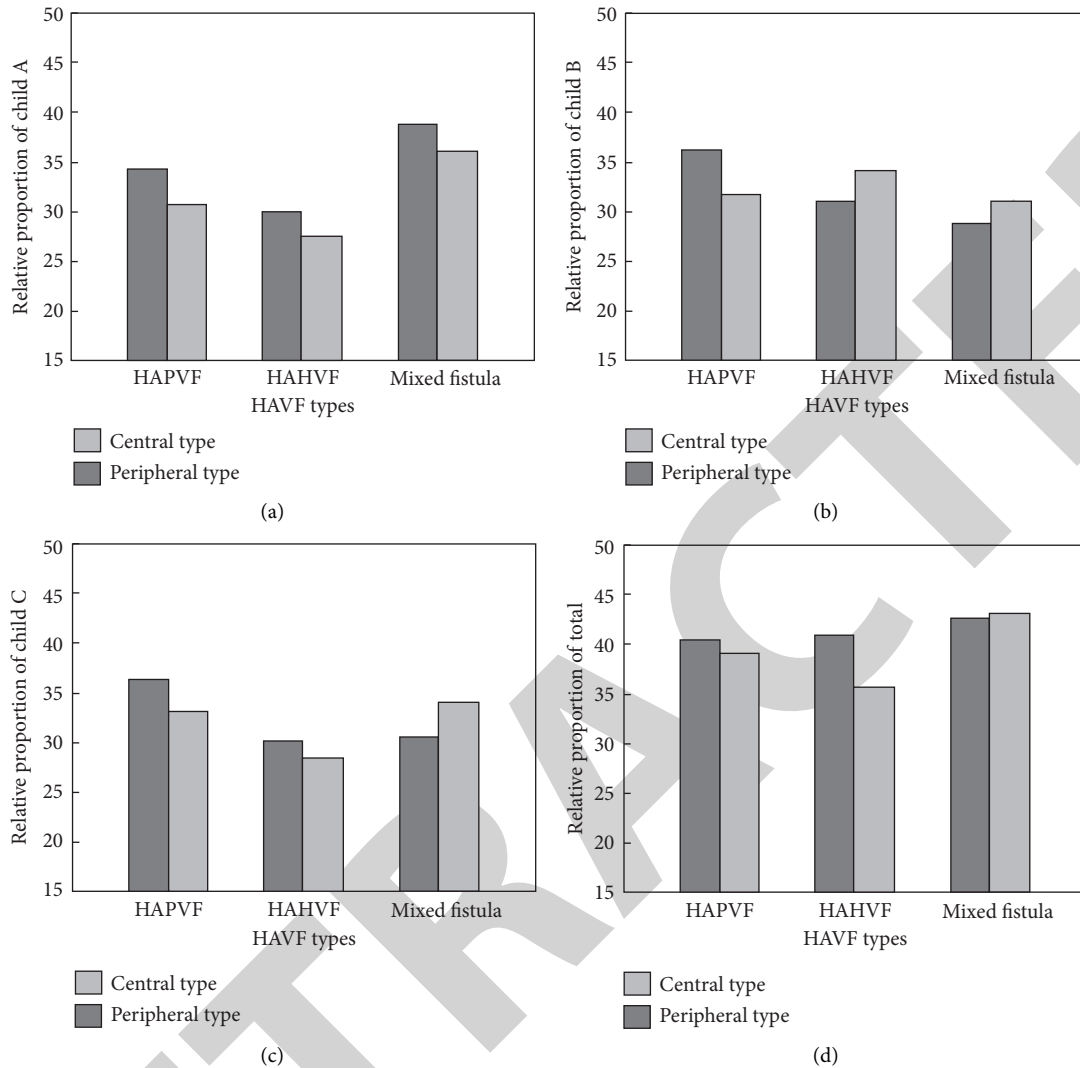 50
45
40
35
30
25
20
15
Relative proportion of child A
HAPVF
HAHVF
Mixed fistula
HAVF types
Central type
Peripheral type
(a)
50
45
40
35
30
25
20
15
Relative proportion of child B
HAPVF
HAHVF
Mixed fistula
HAVF types
Central type
Peripheral type
(b)
50
45
40
35
30
25
20
15
Relative proportion of child C
HAPVF
HAHVF
Mixed fistula
HAVF types
Central type
Peripheral type
(c)
50
45
40
35
30
25
20
15
Relative proportion of total
HAPVF
HAHVF
Mixed fistula
HAVF types
Central type
Peripheral type
(d)
TRACTE